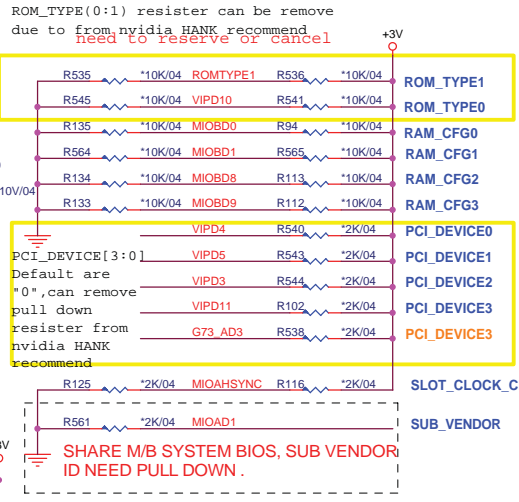 ROM_TYPE(0:1) resister can be remove
due to from nvidia HANK recommend
need to reserve or cancel
+3V
R535 *10K/04 ROMTYPE1 R536 *10K/04 ROM_TYPE1
R545 *10K/04 VIPD10 R541 *10K/04 ROM_TYPE0
R135 *10K/04 MIOBD0 R94 *10K/04 RAM_CFG0
R564 *10K/04 MIOBD1 R565 *10K/04 RAM_CFG1
R134 *10K/04 MIOBD8 R113 *10K/04 RAM_CFG2
10V/04
R133 *10K/04 MIOBD9 R112 *10K/04 RAM_CFG3
VIPD4 R540 *2K/04 PCI_DEVICE0
VIPD5 R543 *2K/04 PCI_DEVICE1
VIPD3 R544 *2K/04 PCI_DEVICE2
VIPD11 R102 *2K/04 PCI_DEVICE3
G73_AD3 R538 *2K/04 PCI_DEVICE3
PCI_DEVICE[3:0]
Default are
"0",can remove
pull down
resister from
nvidia HANK
recommend
R125 *2K/04 MIOAHSYNC R116 *2K/04 SLOT_CLOCK_C
R561 *2K/04 MIOAD1 SUB_VENDOR
SHARE M/B SYSTEM BIOS, SUB VENDOR
ID NEED PULL DOWN .